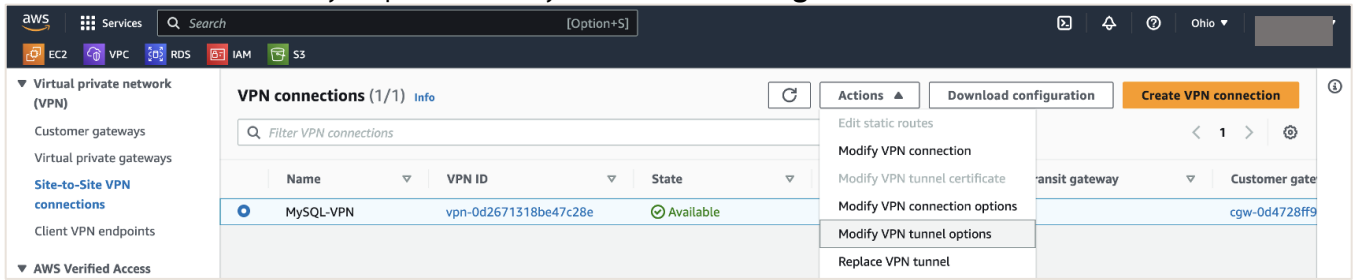 aws Services Search [Option+S] Ohio
EC2 VPC RDS IAM S3
Virtual private network
(VPN)
Customer gateways
Virtual private gateways
Site-to-Site VPN
connections
Client VPN endpoints
AWS Verified Access
VPN connections (1/1) Info
Actions Download configuration Create VPN connection
Filter VPN connections
1
Edit static routes
Modify VPN connection
Modify VPN tunnel certificate
Modify VPN connection options
Modify VPN tunnel options
Replace VPN tunnel
Name VPN ID State ransit gateway Customer gate
MySQL-VPN vpn-0d2671318be47c28e Available cgw-0d4728ff9